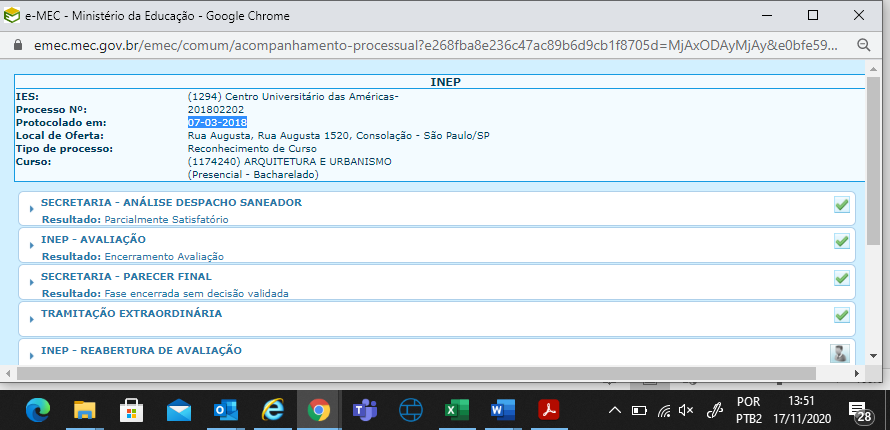 e-MEC - Ministério da Educação - Google Chrome
emec.mec.gov.br/emec/comum/acompanhamento-processual?e268fba8e236c47ac89b6d9cb1f8705d=MjAxODAyMjAy&e0bfe59...
INEP
IES: (1294) Centro Universitário das Américas-
Processo Nº: 201802202
Protocolado em: 07-03-2018
Local de Oferta: Rua Augusta, Rua Augusta 1520, Consolação - São Paulo/SP
Tipo de processo: Reconhecimento de Curso
Curso: (1174240) ARQUITETURA E URBANISMO
(Presencial - Bacharelado)
SECRETARIA - ANÁLISE DESPACHO SANEADOR
Resultado: Parcialmente Satisfatório
INEP - AVALIAÇÃO
Resultado: Encerramento Avaliação
SECRETARIA - PARECER FINAL
Resultado: Fase encerrada sem decisão validada
TRAMITAÇÃO EXTRAORDINÁRIA
INEP - REABERTURA DE AVALIAÇÃO
POR 13:51
PTB2 17/11/2020
28